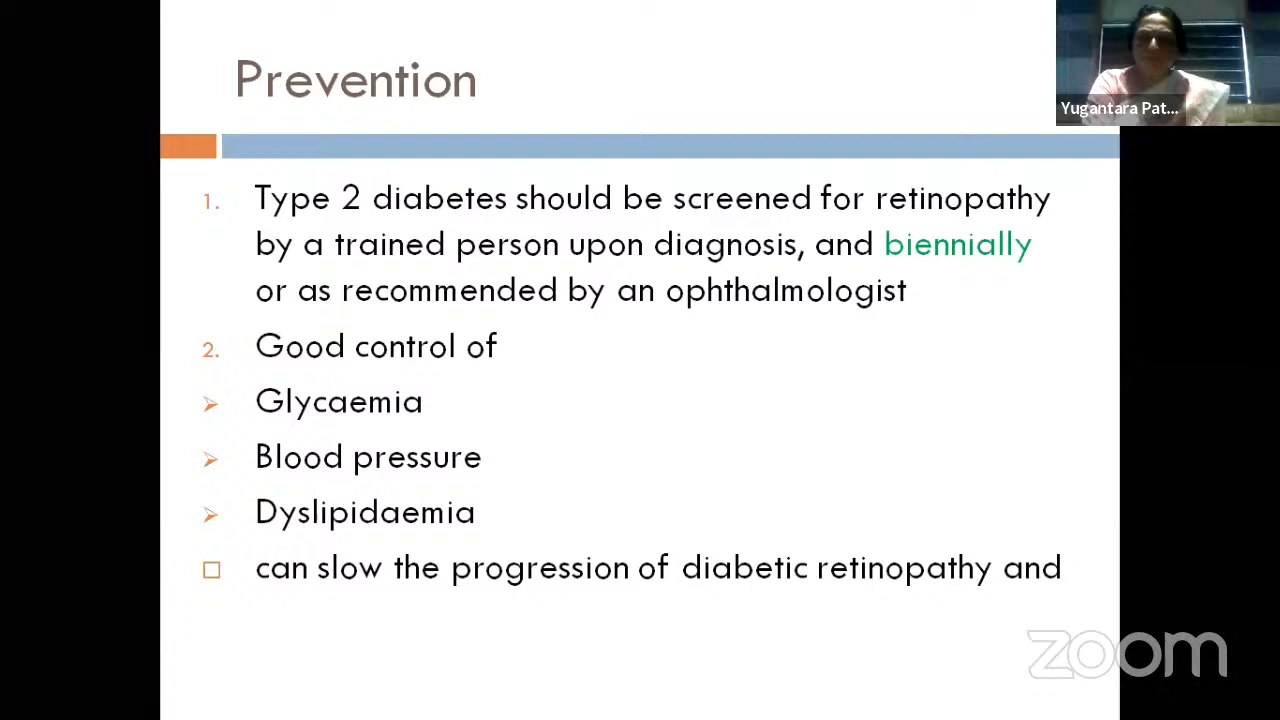 Prevention
Yugantara Pat...
1. Type 2 diabetes should be screened for retinopathy
by a trained person upon diagnosis, and biennially
or as recommended by an ophthalmologist
2. Good control of
Glycaemia
Blood pressure
Dyslipidaemia
can slow the progression of diabetic retinopathy and
zoom